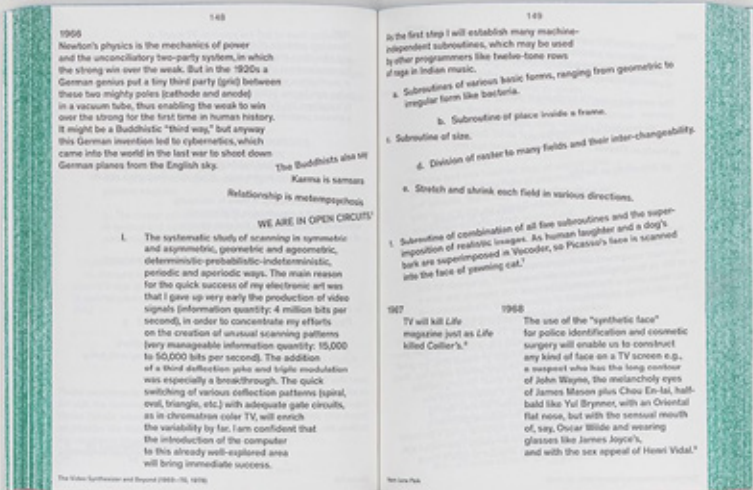 148
1966
Newton's physics is the mechanics of power
and the unconciliatory two-party system, in which
the strong win over the weak. But in the 1920s a
German genius put a tiny third party (grid) between
these two mighty poles (cathode and anode)
in a vacuum tube, thus enabling the weak to win
over the strong for the first time in human history.
It might be a Buddhistic "third way," but anyway
this German invention led to cybernetics, which
came into the world in the last war to shoot down
German planes from the English sky.
The Buddhists also say
Karma is samsara
Relationship is metempsychosis
WE ARE IN OPEN CIRCUITS
I. The systematic study of scanning in symmetric
and asymmetric, geometric and ageometric,
deterministic-probabilistic-indeterministic,
periodic and aperiodic ways. The main reason
for the quick success of my electronic art was
that I gave up very early the production of video
signals (information quantity: 4 million bits per
second), in order to concentrate my efforts
on the creation of unusual scanning patterns
(very manageable information quantity: 15,000
to 50,000 bits per second). The addition
of a third deflection yoke and triple modulation
was especially a breakthrough. The quick
switching of various deflection patterns (spiral,
oval, triangle, etc.) with adequate gate circuits,
as in chromatron color TV, will enrich
the variability by far. I am confident that
the introduction of the computer
to this already well-explored area
will bring immediate success.
The Video Synthesizer and Beyond
149
As the first step I will establish many machine-
independent subroutines, which may be used
by other programmers like twelve-tone rows
of raga in Indian music.
a. Subroutines of various basic forms, ranging from geometric to
irregular form like bacteria.
b. Subroutine of place inside a frame.
c. Subroutine of size.
d. Division of raster to many fields and their inter-changeability.
e. Stretch and shrink each field in various directions.
f. Subroutine of combination of all five subroutines and the super-
imposition of realistic images. As human laughter and a dog's
bark are superimposed in Vocoder, so Picasso's face is scanned
into the face of yawning cat.
1967
TV will kill Life
magazine just as Life
killed Collier's.
1968
The use of the "synthetic face"
for police identification and cosmetic
surgery will enable us to construct
any kind of face on a TV screen e.g.,
a suspect who has the long contour
of John Wayne, the melancholy eyes
of James Mason plus Chou En-lai, half-
bald like Yul Brynner, with an Oriental
flat nose, but with the sensual mouth
of, say, Oscar Wilde and wearing
glasses like James Joyce's,
and with the sex appeal of Henri Vidal.
Nam June Paik